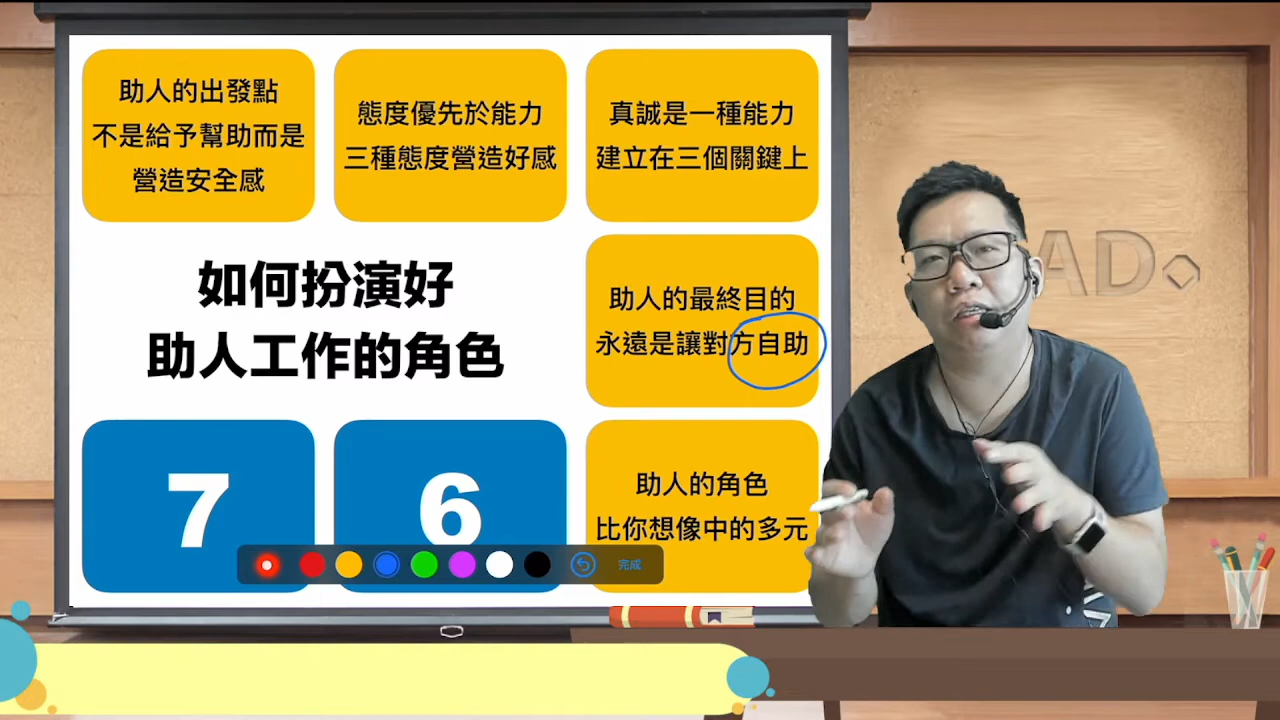 助人的出發點
不是給予幫助而是
營造安全感
態度優先於能力
三種態度營造好感
真誠是一種能力
建立在三個關鍵上
如何扮演好
助人工作的角色
助人的最終目的
永遠是讓對方自助
7
6
助人的角色
比你想像中的多元
完成
AD